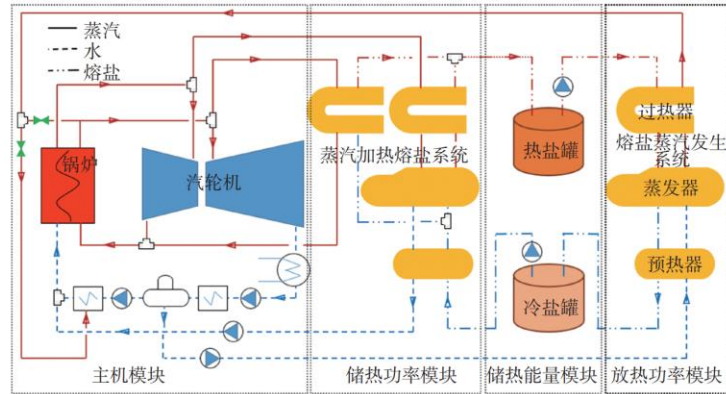 蒸汽
水
熔盐
锅炉
汽轮机
蒸汽加热熔盐系统
热盐罐
冷盐罐
过热器
熔盐蒸汽发生
系统
蒸发器
预热器
主机模块
储热功率模块
储热能量模块
放热功率模块